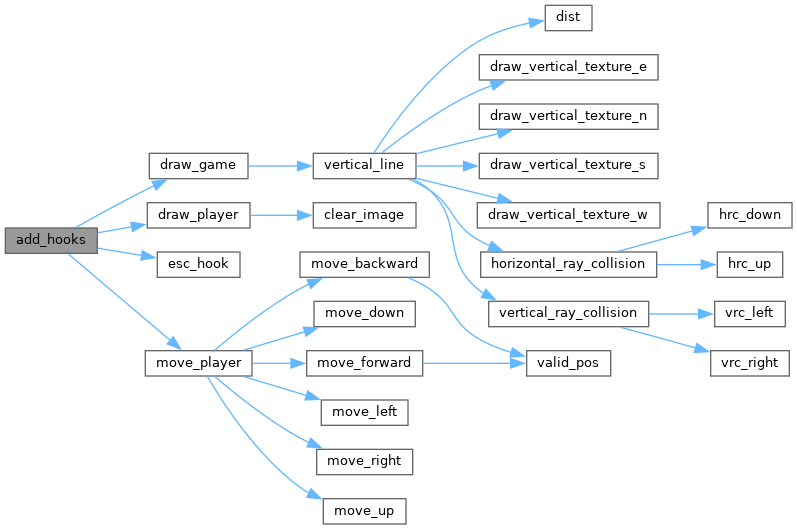 add_hooks
draw_game
draw_player
esc_hook
move_player
vertical_line
clear_image
move_backward
move_down
move_forward
move_left
move_right
move_up
dist
draw_vertical_texture_e
draw_vertical_texture_n
draw_vertical_texture_s
draw_vertical_texture_w
horizontal_ray_collision
vertical_ray_collision
valid_pos
hrc_down
hrc_up
vrc_left
vrc_right